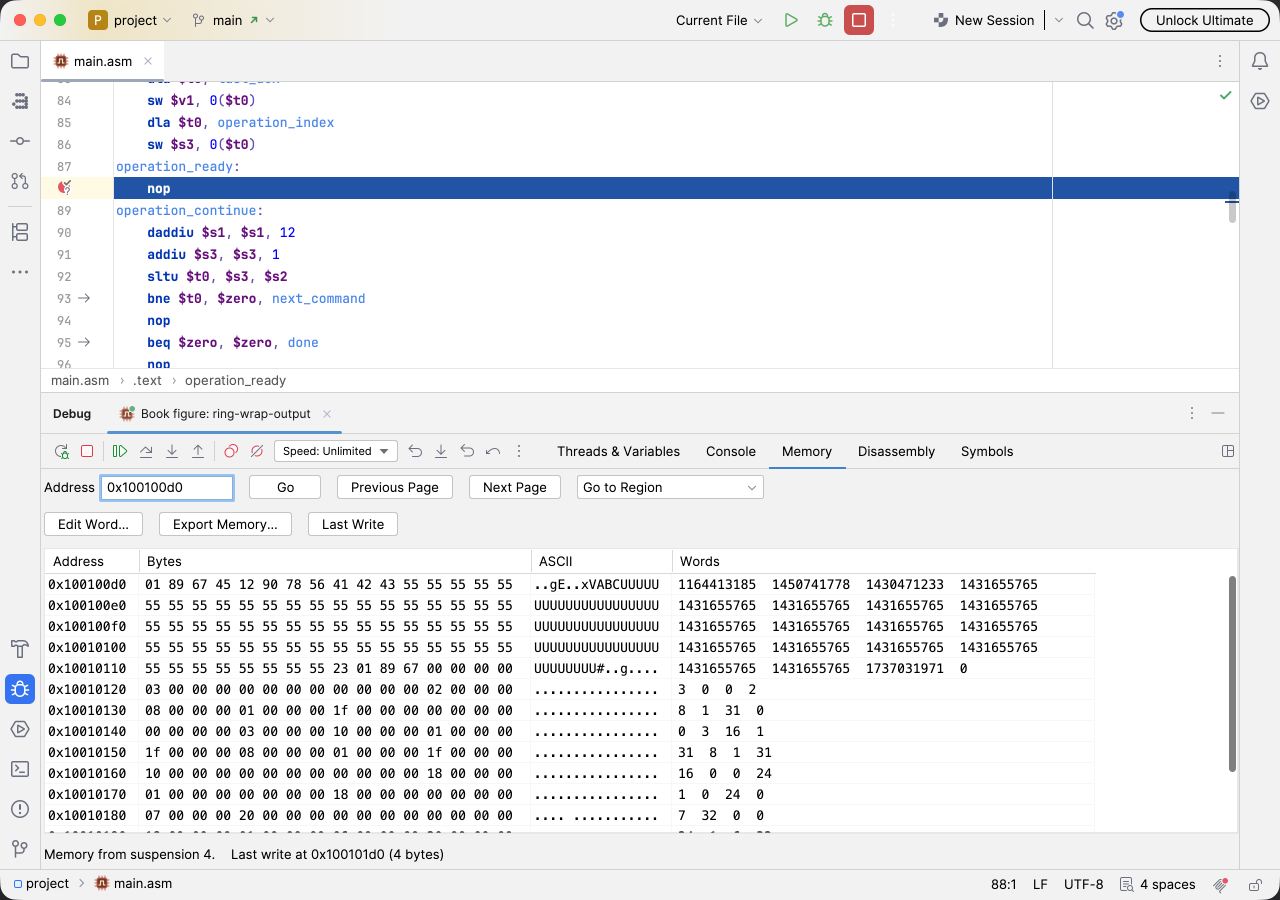 P project main Current File New Session Unlock Ultimate
main.asm
84 sw $v1, 0($t0)
85 dla $t0, operation_index
86 sw $s3, 0($t0)
87 operation_ready:
nop
89 operation_continue:
90 daddiu $s1, $s1, 12
91 addiu $s3, $s3, 1
92 sltu $t0, $s3, $s2
93 bne $t0, $zero, next_command
94 nop
95 beq $zero, $zero, done
96 nop
main.asm › .text › operation_ready
Debug Book figure: ring-wrap-output
Speed: Unlimited Threads & Variables Console Memory Disassembly Symbols
Address 0x100100d0 Go Previous Page Next Page Go to Region
Edit Word... Export Memory... Last Write
Address Bytes ASCII Words
0x100100d0 01 89 67 45 12 90 78 56 41 42 43 55 55 55 55 55 ..gE..xVABCUUUUU 1164413185 1450741778 1430471233 1431655765
0x100100e0 55 55 55 55 55 55 55 55 55 55 55 55 55 55 55 55 UUUUUUUUUUUUUUUU 1431655765 1431655765 1431655765 1431655765
0x100100f0 55 55 55 55 55 55 55 55 55 55 55 55 55 55 55 55 UUUUUUUUUUUUUUUU 1431655765 1431655765 1431655765 1431655765
0x10010100 55 55 55 55 55 55 55 55 55 55 55 55 55 55 55 55 UUUUUUUUUUUUUUUU 1431655765 1431655765 1431655765 1431655765
0x10010110 55 55 55 55 55 55 55 55 23 01 89 67 00 00 00 00 UUUUUUUU#..g.... 1431655765 1431655765 1737031971 0
0x10010120 03 00 00 00 00 00 00 00 00 00 00 00 02 00 00 00 ................ 3 0 0 2
0x10010130 08 00 00 00 01 00 00 00 1f 00 00 00 00 00 00 00 ................ 8 1 31 0
0x10010140 00 00 00 00 03 00 00 00 10 00 00 00 01 00 00 00 ................ 0 3 16 1
0x10010150 1f 00 00 00 08 00 00 00 01 00 00 00 1f 00 00 00 ................ 31 8 1 31
0x10010160 10 00 00 00 00 00 00 00 00 00 00 00 18 00 00 00 ................ 16 0 0 24
0x10010170 01 00 00 00 00 00 00 00 18 00 00 00 00 00 00 00 ................ 1 0 24 0
0x10010180 07 00 00 00 20 00 00 00 00 00 00 00 00 00 00 00 .... ........... 7 32 0 0
Memory from suspension 4. Last write at 0x100101d0 (4 bytes)
project › main.asm 88:1 LF UTF-8 4 spaces